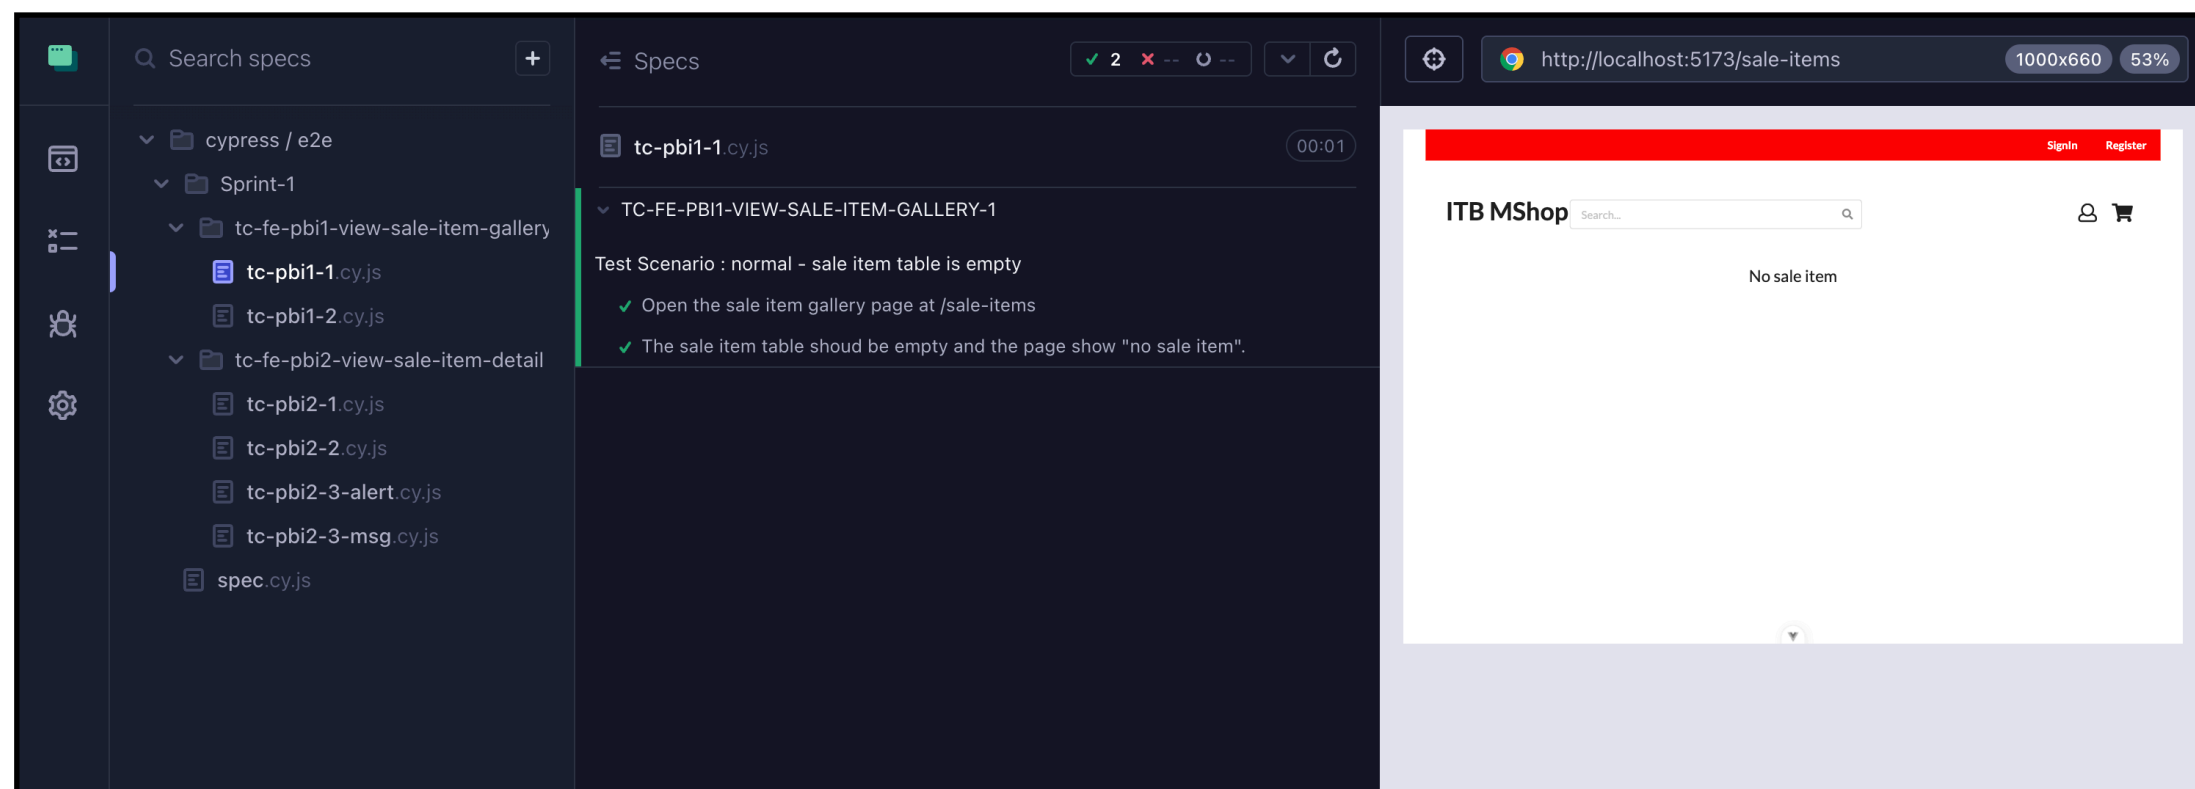 Search specs
+
cypress / e2e
Sprint-1
tc-fe-pbi1-view-sale-item-gallery
tc-pbi1-1.cy.js
tc-pbi1-2.cy.js
tc-fe-pbi2-view-sale-item-detail
tc-pbi2-1.cy.js
tc-pbi2-2.cy.js
tc-pbi2-3-alert.cy.js
tc-pbi2-3-msg.cy.js
spec.cy.js
Specs
2 -- --
tc-pbi1-1.cy.js 00:01
TC-FE-PBI1-VIEW-SALE-ITEM-GALLERY-1
Test Scenario : normal - sale item table is empty
Open the sale item gallery page at /sale-items
The sale item table shoud be empty and the page show "no sale item".
http://localhost:5173/sale-items 1000x660 53%
SignIn Register
ITB MShop Search...
No sale item